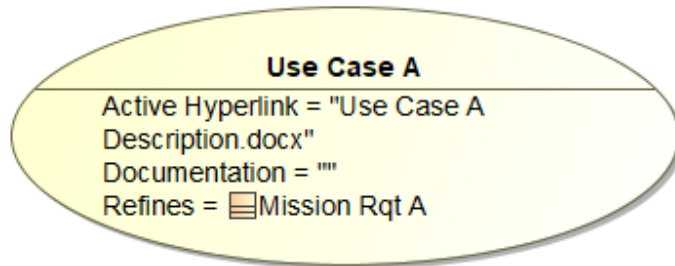 Use Case A
Active Hyperlink = "Use Case A
Description.docx"
Documentation = ""
Refines = Mission Rqt A